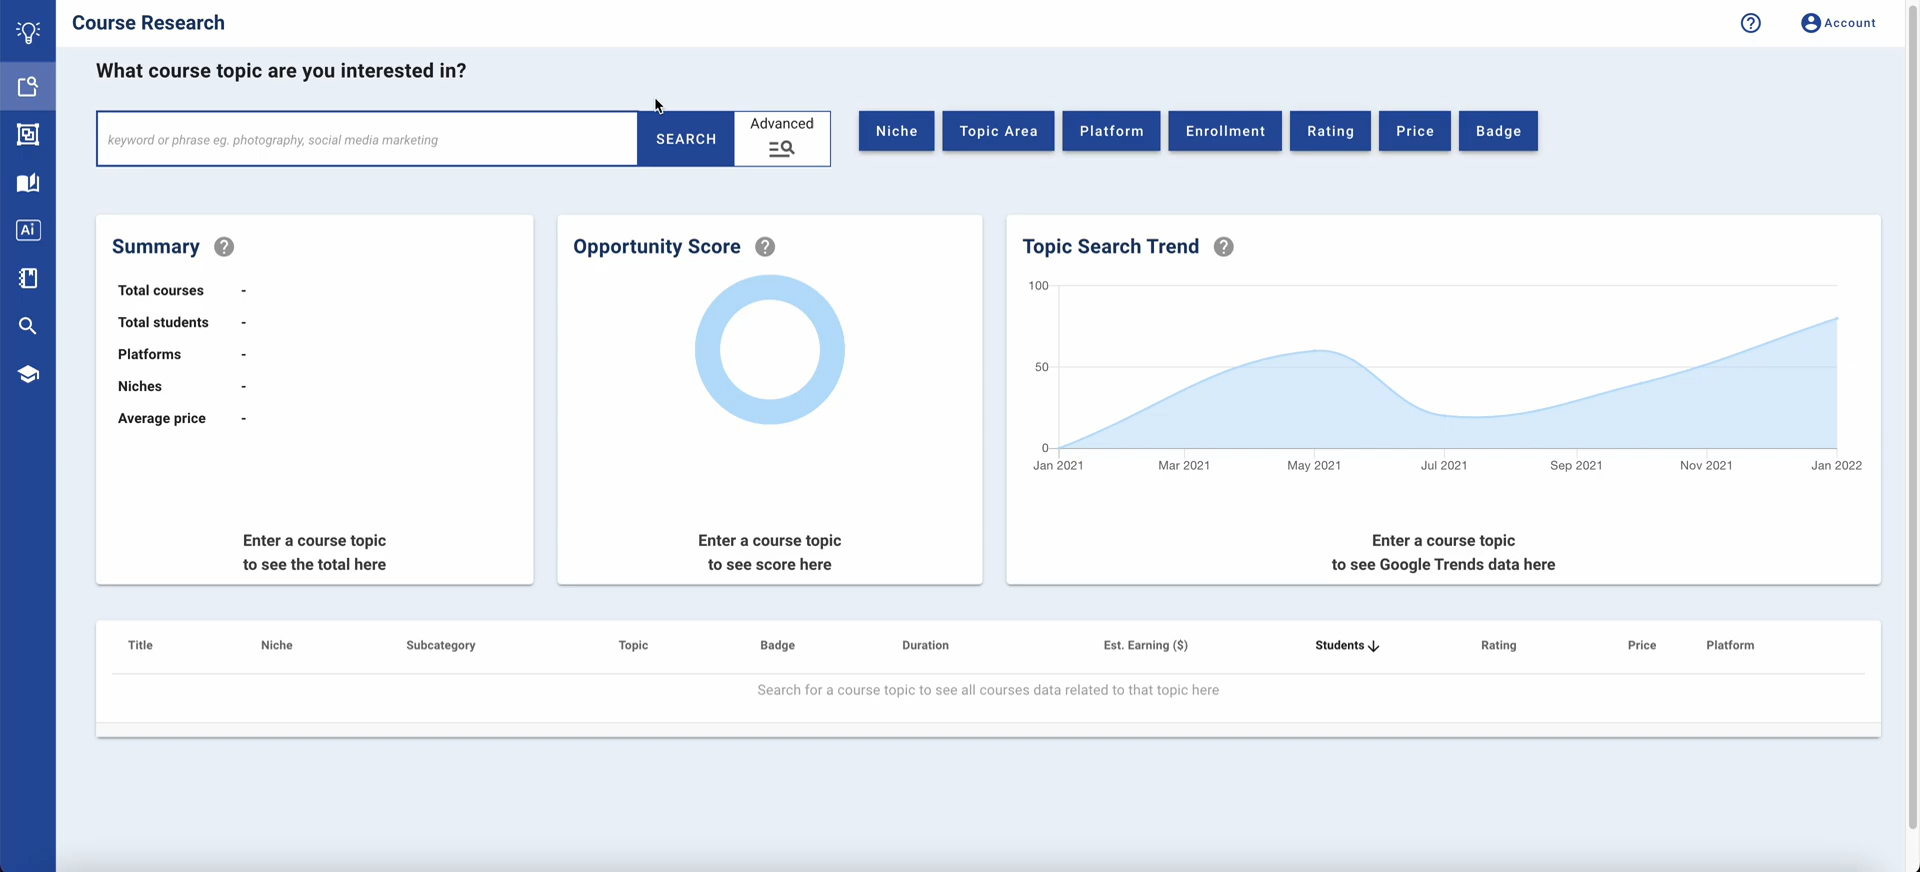 Course Research
Account
What course topic are you interested in?
keyword or phrase eg. photography, social media marketing
SEARCH
Advanced
Niche
Topic Area
Platform
Enrollment
Rating
Price
Badge
Ai
Summary ?
Total courses -
Total students -
Platforms -
Niches -
Average price -
Enter a course topic
to see the total here
Opportunity Score ?
Enter a course topic
to see score here
Topic Search Trend ?
100
50
0
Jan 2021 Mar 2021 May 2021 Jul 2021 Sep 2021 Nov 2021 Jan 2022
Enter a course topic
to see Google Trends data here
Title Niche Subcategory Topic Badge Duration Est. Earning ($) Students Rating Price Platform
Search for a course topic to see all courses data related to that topic here